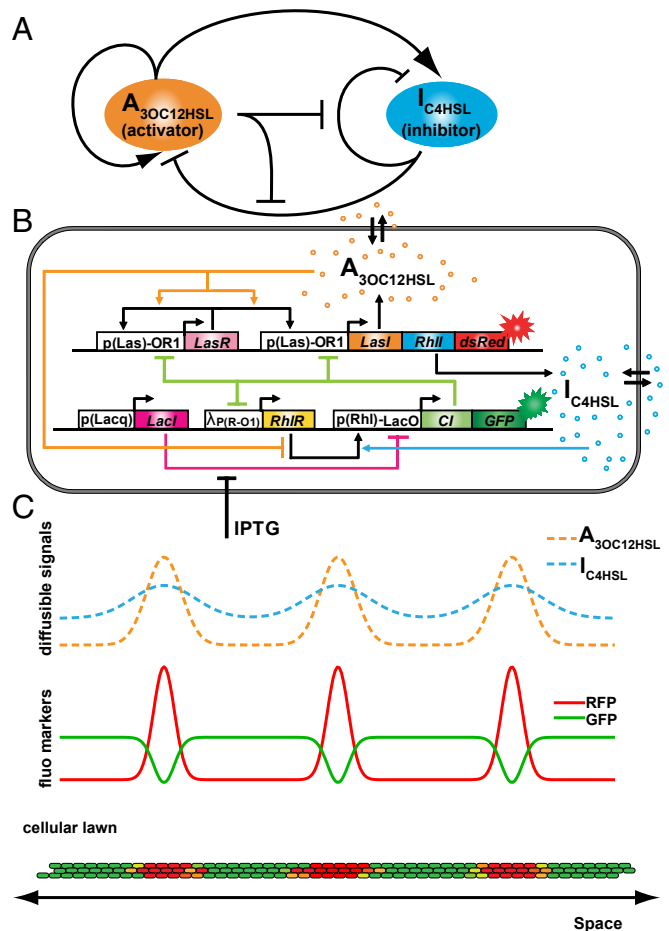 A
A3OC12HSL
(activator)
IC4HSL
(inhibitor)
B
A3OC12HSL
p(Las)-OR1 LasR
p(Las)-OR1 LasI RhlI dsRed
IC4HSL
p(Lacq) LacI
λP(R-O1) RhlR
p(Rhl)-LacO CI GFP
IPTG
C
diffusible signals
A3OC12HSL
IC4HSL
fluo markers
RFP
GFP
cellular lawn
Space